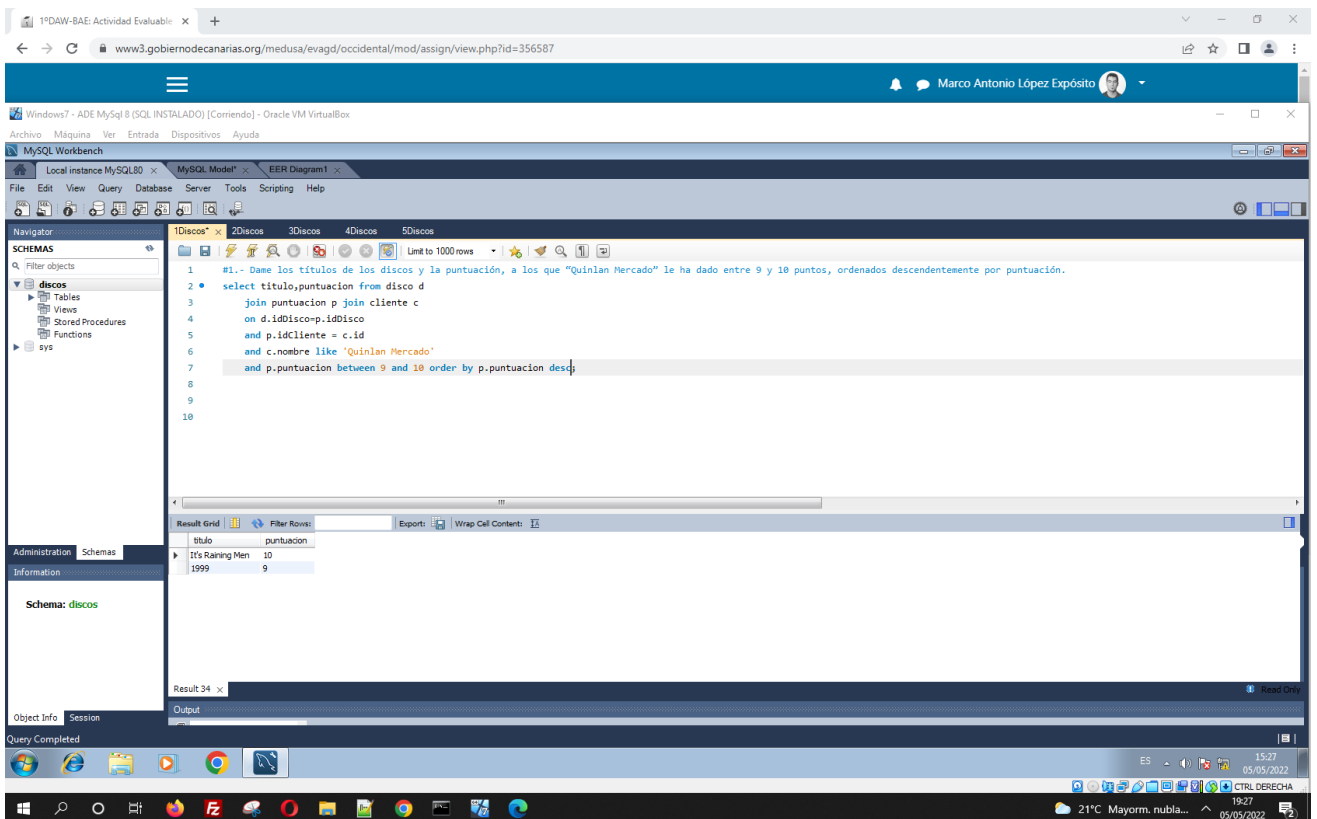 1ºDAW-BAE: Actividad Evaluable
www3.gobiernodecanarias.org/medusa/evagd/occidental/mod/assign/view.php?id=356587
Marco Antonio López Expósito
Windows7 - ADE MySql 8 (SQL INSTALADO) [Corriendo] - Oracle VM VirtualBox
Archivo Máquina Ver Entrada Dispositivos Ayuda
MySQL Workbench
Local instance MySQL80 MySQL Model* EER Diagram1
File Edit View Query Database Server Tools Scripting Help
Navigator 1Discos* 2Discos 3Discos 4Discos 5Discos
SCHEMAS
Limit to 1000 rows
Filter objects
discos
Tables
Views
Stored Procedures
Functions
sys
1 #1.- Dame los títulos de los discos y la puntuación, a los que “Quinlan Mercado” le ha dado entre 9 y 10 puntos, ordenados descendentemente por puntuación.
2 select titulo,puntuacion from disco d
3 join puntuacion p join cliente c
4 on d.idDisco=p.idDisco
5 and p.idCliente = c.id
6 and c.nombre like 'Quinlan Mercado'
7 and p.puntuacion between 9 and 10 order by p.puntuacion desc;
8
9
10
Result Grid Filter Rows: Export: Wrap Cell Content:
titulo puntuacion
It's Raining Men 10
1999 9
Administration Schemas
Information
Schema: discos
Result 34 Read Only
Output
Object Info Session
Query Completed
ES 15:27
05/05/2022
CTRL DERECHA
21°C Mayorm. nubla... 19:27
05/05/2022